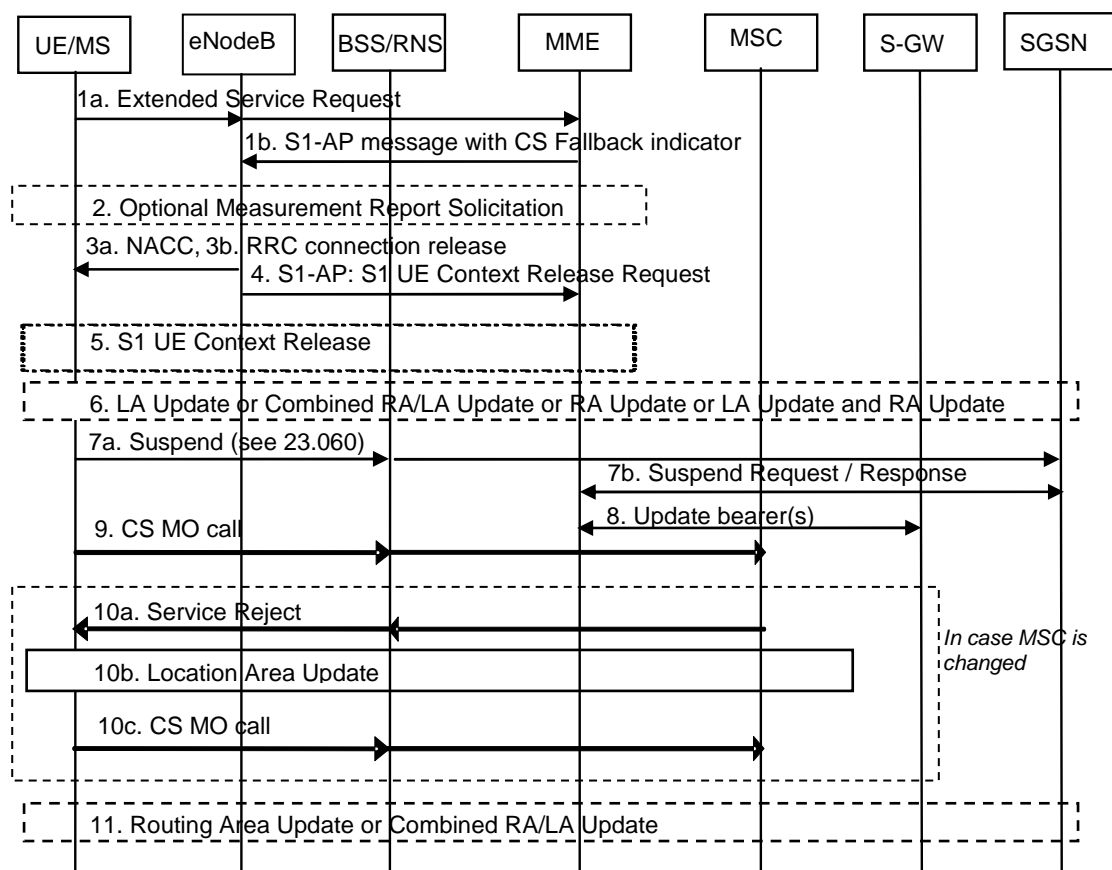 UE/MS
eNodeB
BSS/RNS
MME
MSC
S-GW
SGSN
1a. Extended Service Request
1b. S1-AP message with CS Fallback indicator
2. Optional Measurement Report Solicitation
3a. NACC, 3b. RRC connection release
4. S1-AP: S1 UE Context Release Request
5. S1 UE Context Release
6. LA Update or Combined RA/LA Update or RA Update or LA Update and RA Update
7a. Suspend (see 23.060)
7b. Suspend Request / Response
8. Update bearer(s)
9. CS MO call
10a. Service Reject
In case MSC is
changed
10b. Location Area Update
10c. CS MO call
11. Routing Area Update or Combined RA/LA Update